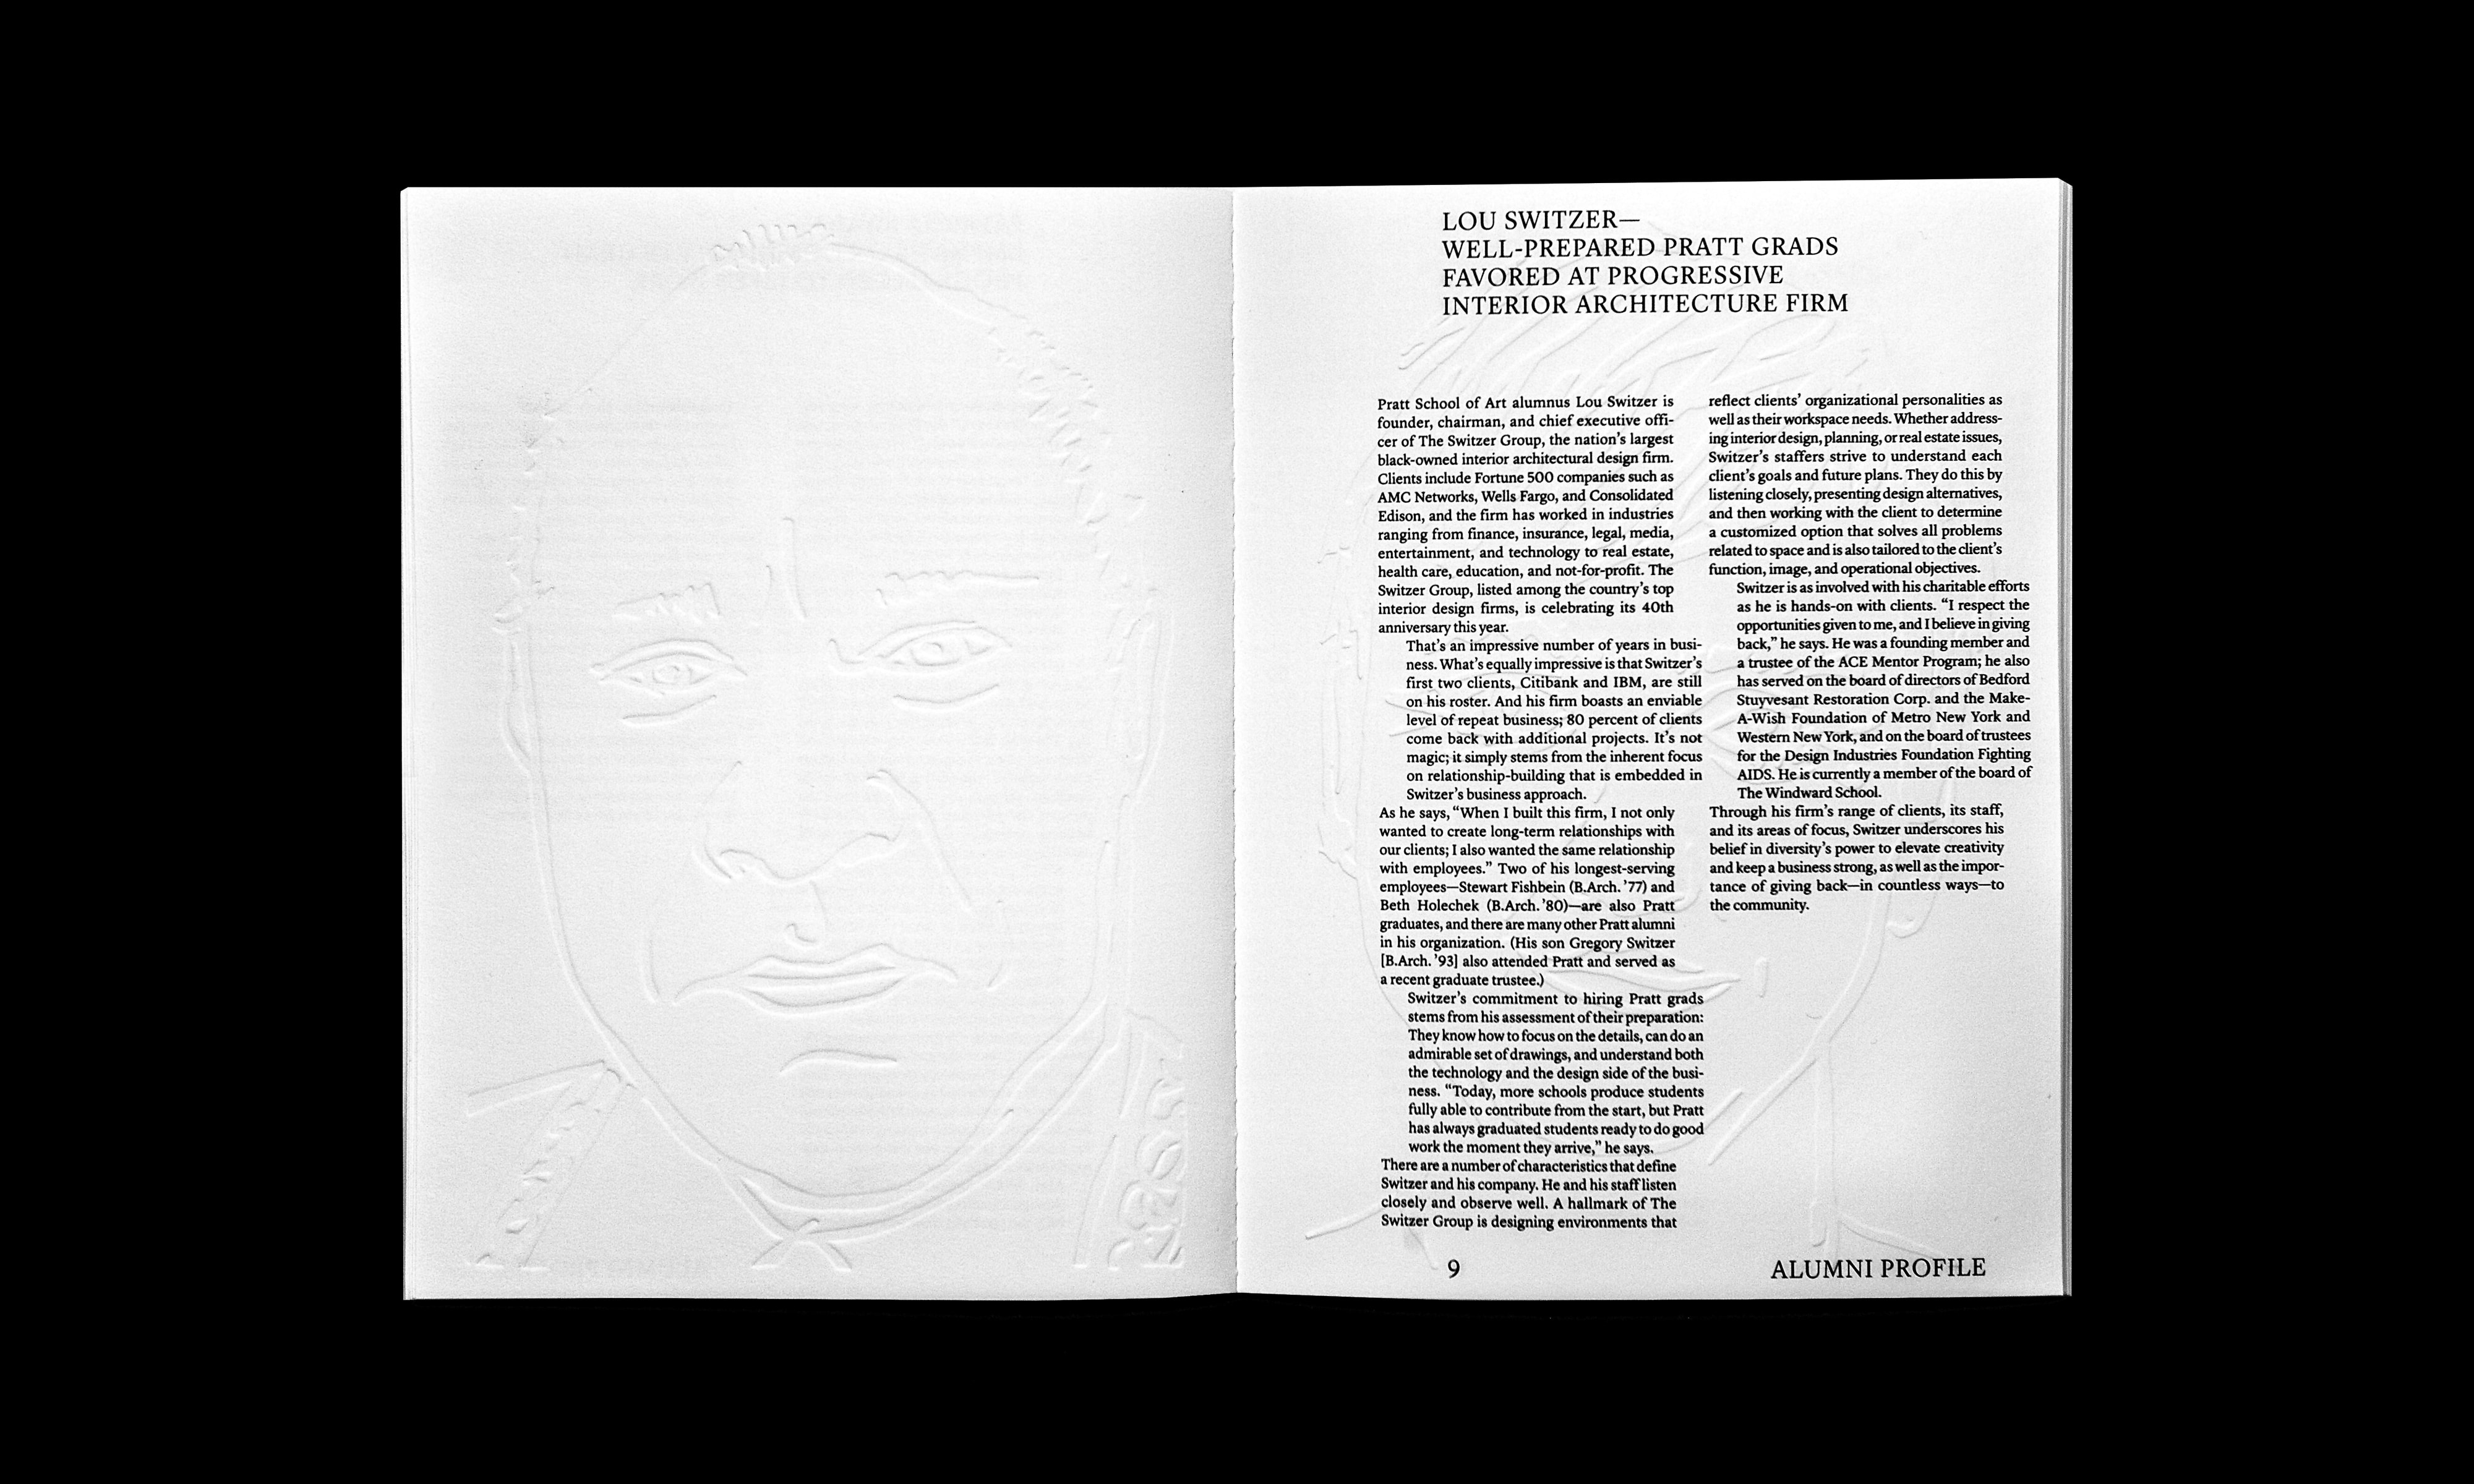 LOU SWITZER—
WELL-PREPARED PRATT GRADS
FAVORED AT PROGRESSIVE
INTERIOR ARCHITECTURE FIRM
Pratt School of Art alumnus Lou Switzer is
founder, chairman, and chief executive offi-
cer of The Switzer Group, the nation’s largest
black-owned interior architectural design firm.
Clients include Fortune 500 companies such as
AMC Networks, Wells Fargo, and Consolidated
Edison, and the firm has worked in industries
ranging from finance, insurance, legal, media,
entertainment, and technology to real estate,
health care, education, and not-for-profit. The
Switzer Group, listed among the country’s top
interior design firms, is celebrating its 40th
anniversary this year.
That’s an impressive number of years in busi-
ness. What’s equally impressive is that Switzer’s
first two clients, Citibank and IBM, are still
on his roster. And his firm boasts an enviable
level of repeat business; 80 percent of clients
come back with additional projects. It’s not
magic; it simply stems from the inherent focus
on relationship-building that is embedded in
Switzer’s business approach.
As he says, “When I built this firm, I not only
wanted to create long-term relationships with
our clients; I also wanted the same relationship
with employees.” Two of his longest-serving
employees—Stewart Fishbein (B.Arch. ’77) and
Beth Holechek (B.Arch. ’80)—are also Pratt
graduates, and there are many other Pratt alumni
in his organization. (His son Gregory Switzer
[B.Arch. ’93] also attended Pratt and served as
a recent graduate trustee.)
Switzer’s commitment to hiring Pratt grads
stems from his assessment of their preparation:
They know how to focus on the details, can do an
admirable set of drawings, and understand both
the technology and the design side of the busi-
ness. “Today, more schools produce students
fully able to contribute from the start, but Pratt
has always graduated students ready to do good
work the moment they arrive,” he says.
There are a number of characteristics that define
Switzer and his company. He and his staff listen
closely and observe well. A hallmark of The
Switzer Group is designing environments that
reflect clients’ organizational personalities as
well as their workspace needs. Whether address-
ing interior design, planning, or real estate issues,
Switzer’s staffers strive to understand each
client’s goals and future plans. They do this by
listening closely, presenting design alternatives,
and then working with the client to determine
a customized option that solves all problems
related to space and is also tailored to the client’s
function, image, and operational objectives.
Switzer is as involved with his charitable efforts
as he is hands-on with clients. “I respect the
opportunities given to me, and I believe in giving
back,” he says. He was a founding member and
a trustee of the ACE Mentor Program; he also
has served on the board of directors of Bedford
Stuyvesant Restoration Corp. and the Make-
A-Wish Foundation of Metro New York and
Western New York, and on the board of trustees
for the Design Industries Foundation Fighting
AIDS. He is currently a member of the board of
The Windward School.
Through his firm’s range of clients, its staff,
and its areas of focus, Switzer underscores his
belief in diversity’s power to elevate creativity
and keep a business strong, as well as the impor-
tance of giving back—in countless ways—to
the community.
9
ALUMNI PROFILE